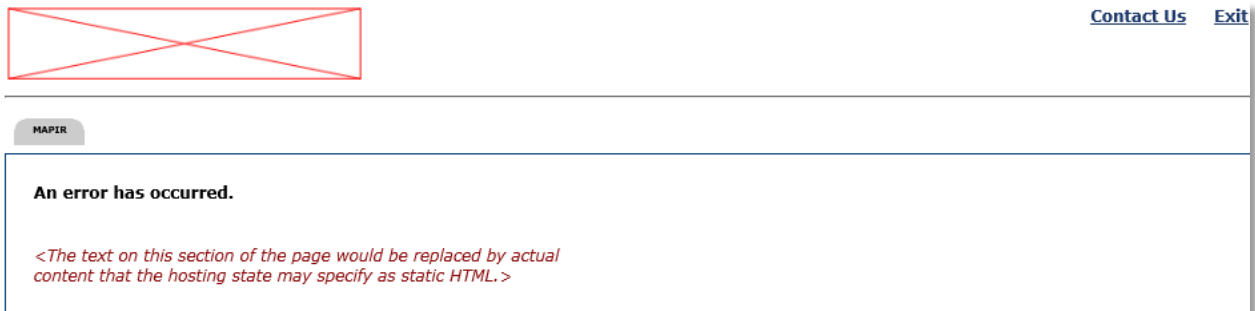 Contact Us Exit
MAPIR
An error has occurred.
<The text on this section of the page would be replaced by actual
content that the hosting state may specify as static HTML.>